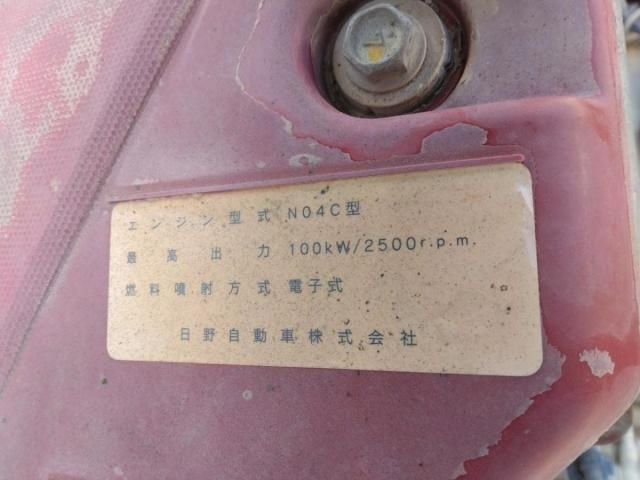 エンジン型式 N04C型
最高出力 100kW/2500r.p.m.
燃料噴射方式 電子式
日野自動車株式会社